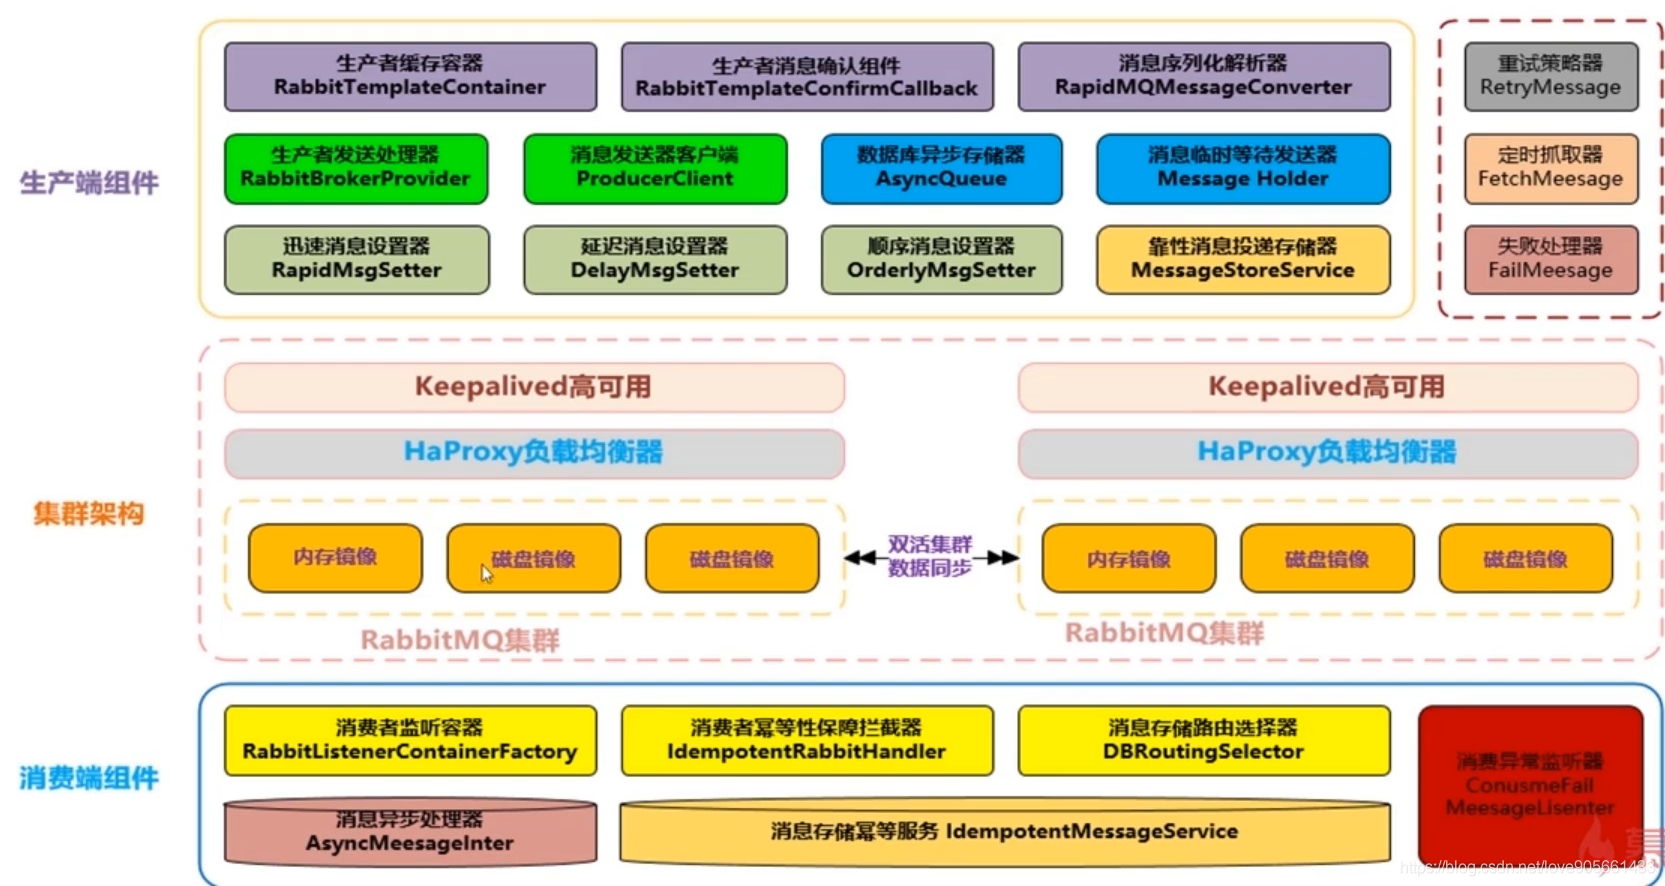 生产端组件
生产者缓存容器
RabbitTemplateContainer
生产者消息确认组件
RabbitTemplateConfirmCallback
消息序列化解析器
RapidMQMessageConverter
重试策略器
RetryMessage
生产者发送处理器
RabbitBrokerProvider
消息发送器客户端
ProducerClient
数据库异步存储器
AsyncQueue
消息临时等待发送器
Message Holder
定时抓取器
FetchMeesage
迅速消息设置器
RapidMsgSetter
延迟消息设置器
DelayMsgSetter
顺序消息设置器
OrderlyMsgSetter
靠性消息投递存储器
MessageStoreService
失败处理器
FailMeesage
集群架构
Keepalived高可用
HaProxy负载均衡器
内存镜像
磁盘镜像
磁盘镜像
RabbitMQ集群
双活集群
数据同步
Keepalived高可用
HaProxy负载均衡器
内存镜像
磁盘镜像
磁盘镜像
RabbitMQ集群
消费端组件
消费者监听容器
RabbitListenerContainerFactory
消费者幂等性保障拦截器
IdempotentRabbitHandler
消息存储路由选择器
DBRoutingSelector
消费异常监听器
ConusmeFail
MeesageLisenter
消息异步处理器
AsyncMeesageInter
消息存储幂等服务 IdempotentMessageService